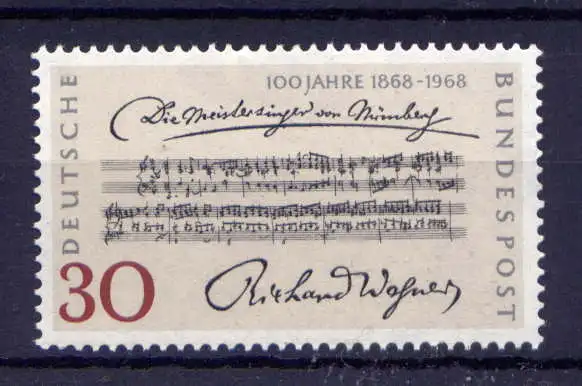 100 JAHRE 1868-1968
Die Meistersinger von Nürnberg
DEUTSCHE
BUNDESPOST
30
Richard Wagner